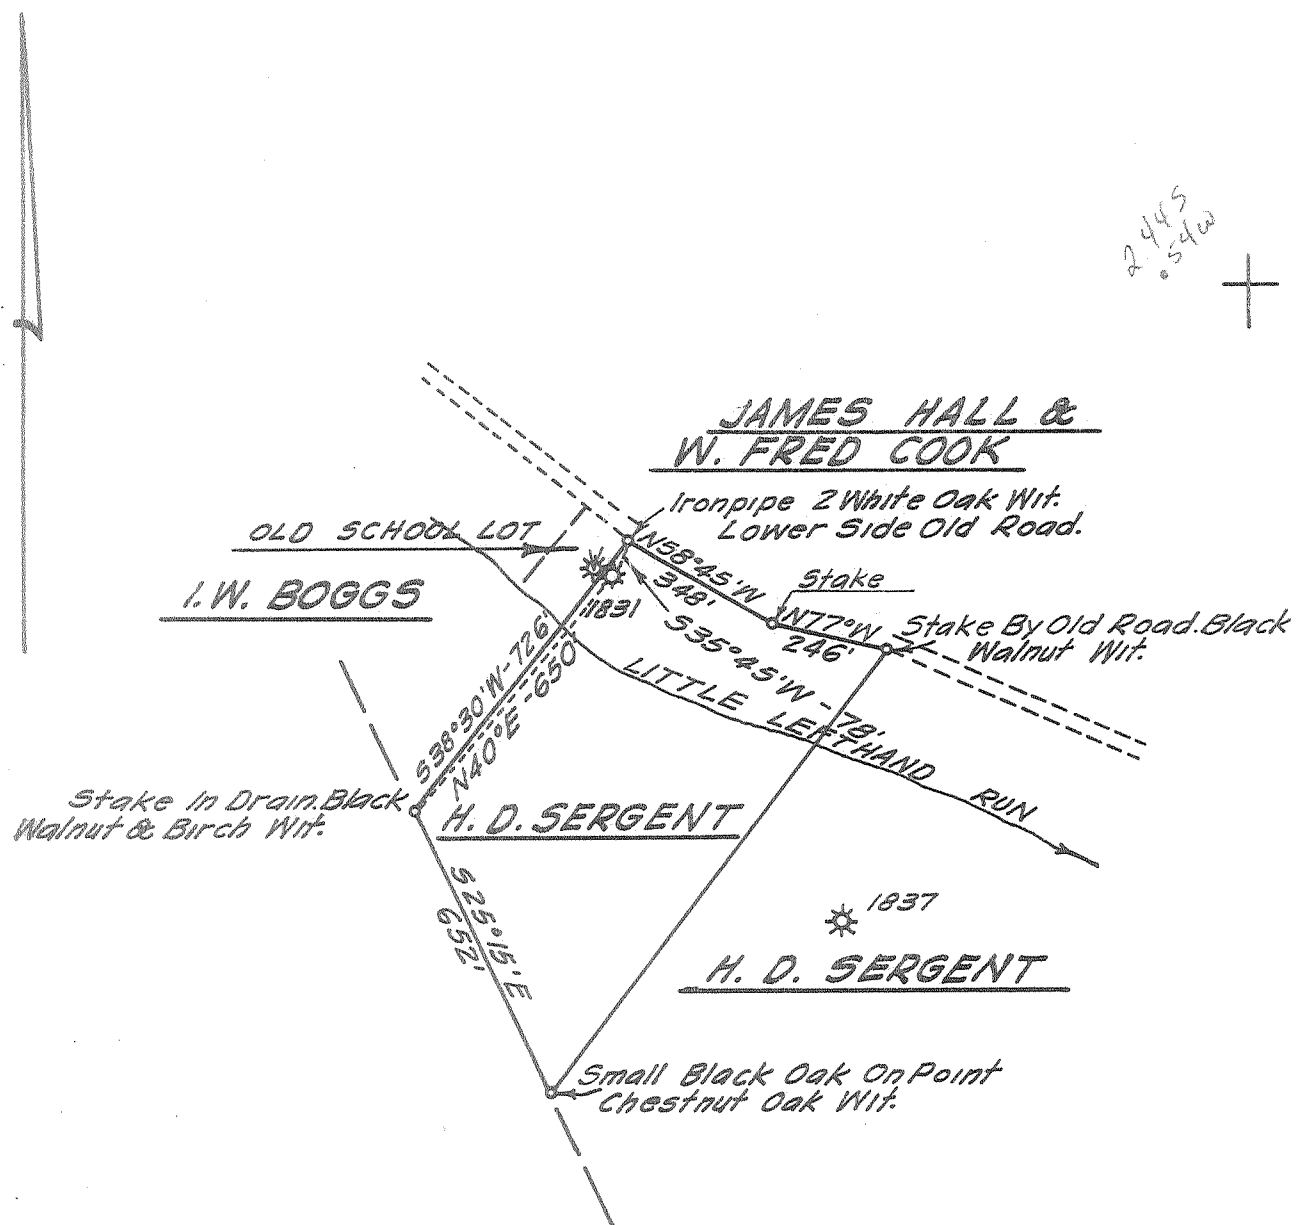 2.44S
.54W
JAMES HALL &
W. FRED COOK
Ironpipe 2 White Oak Wit.
Lower Side Old Road.
OLD SCHOOL LOT
I. W. BOGGS
N58°45'W
348'
Stake
N77°W
246'
Stake By Old Road. Black
Walnut Wit.
1831
S35°45'W - 78'
S38°30'W - 726'
N40°E - 650'
LITTLE LEFTHAND RUN
Stake In Drain. Black
Walnut & Birch Wit.
H. D. SERGENT
S25°15'E
652'
1837
H. D. SERGENT
Small Black Oak On Point
Chestnut Oak Wit.